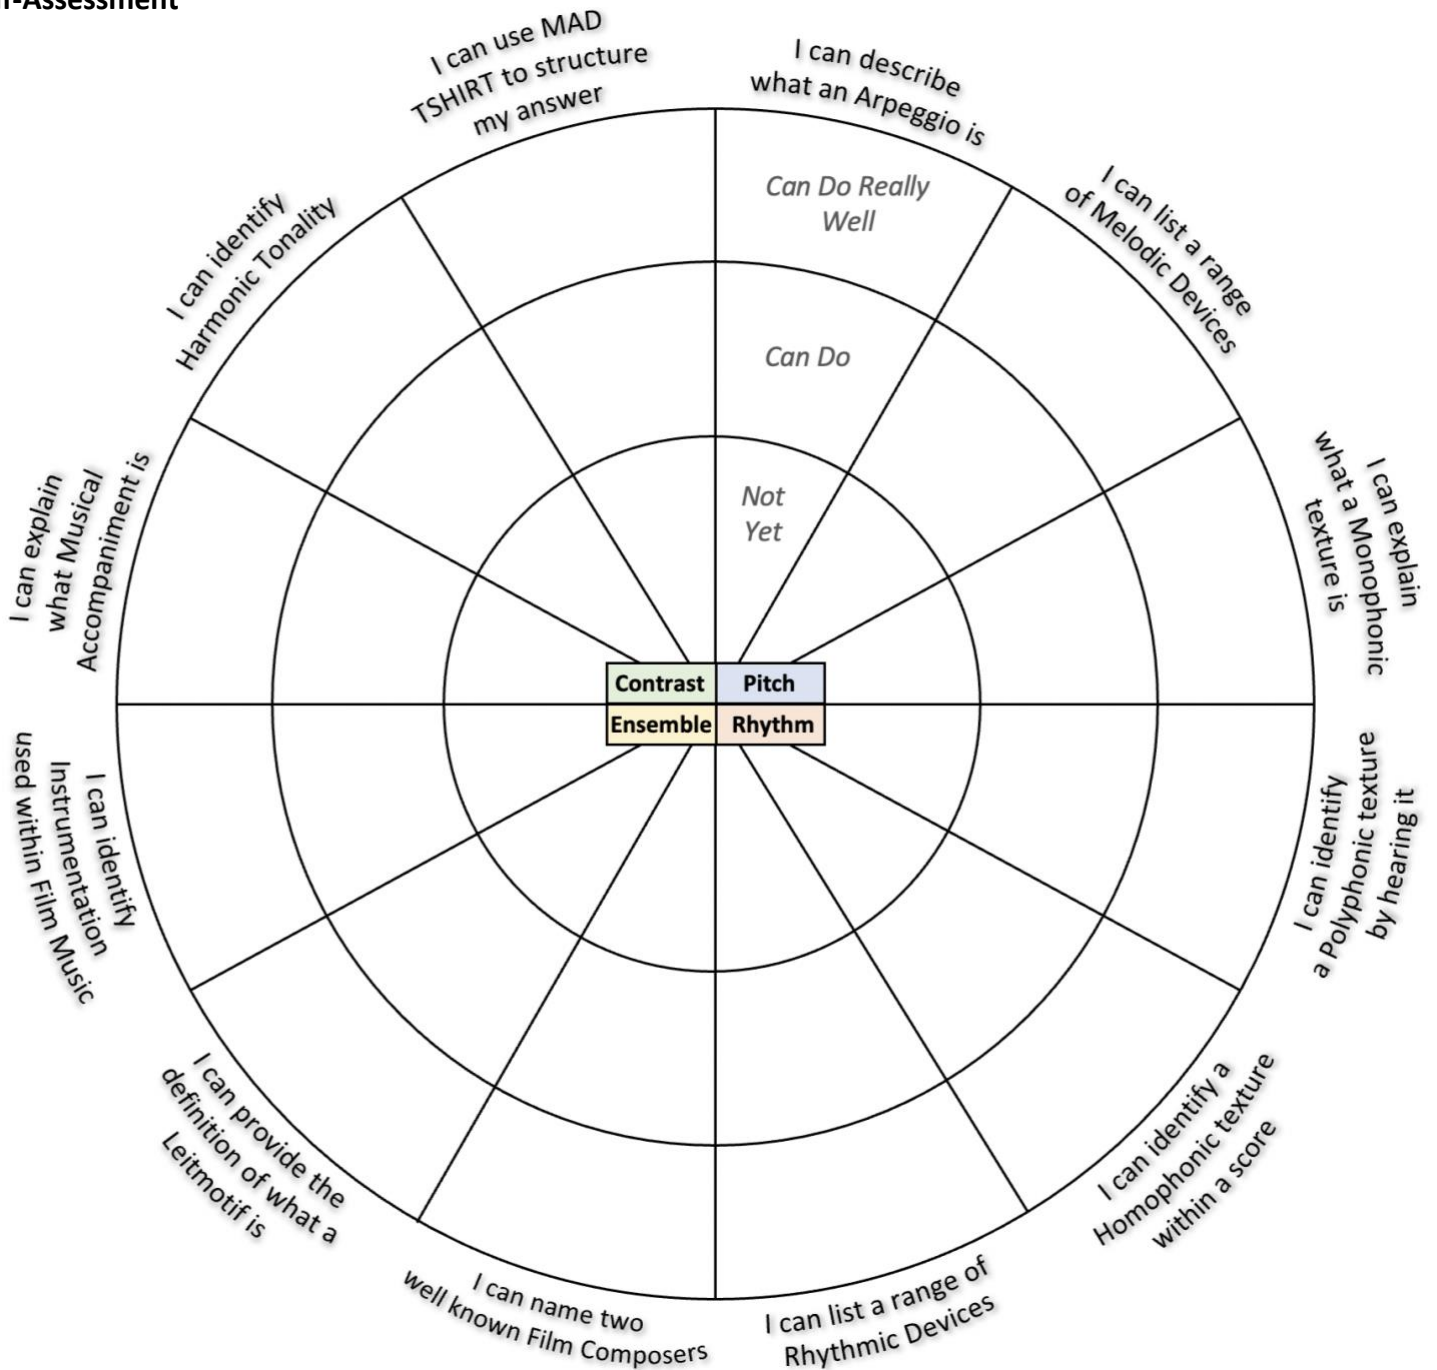 -Assessment
I can use MAD
TSHIRT to structure
my answer
I can describe
what an Arpeggio is
I can list a range
of Melodic Devices
I can explain
what a Monophonic
texture is
I can identify
a Polyphonic texture
by hearing it
I can identify a
Homophonic texture
within a score
I can list a range of
Rhythmic Devices
I can name two
well known Film Composers
I can provide the
definition of what a
Leitmotif is
I can identify
Instrumentation
used within Film Music
I can explain
what Musical
Accompaniment is
I can identify
Harmonic Tonality
Can Do Really
Well
Can Do
Not
Yet
Contrast
Pitch
Ensemble
Rhythm